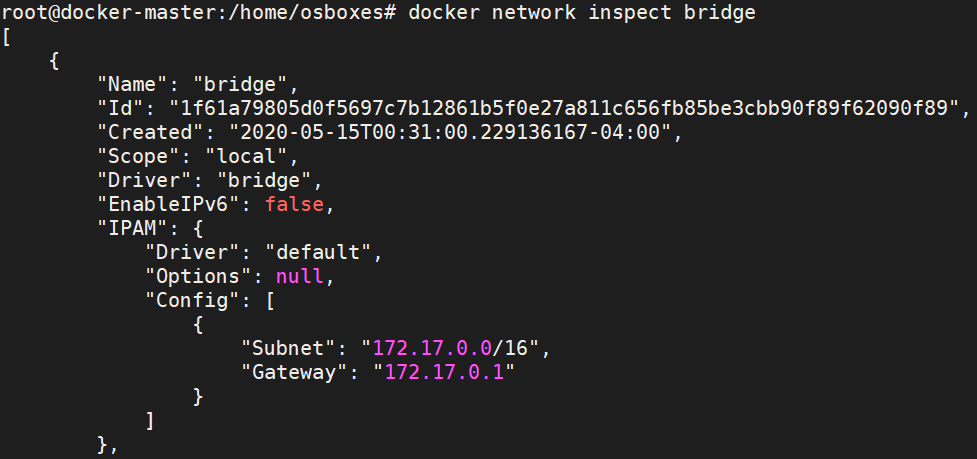 root@docker-master:/home/osboxes# docker network inspect bridge
[
    {
        "Name": "bridge",
        "Id": "1f61a79805d0f5697c7b12861b5f0e27a811c656fb85be3cbb90f89f62090f89",
        "Created": "2020-05-15T00:31:00.229136167-04:00",
        "Scope": "local",
        "Driver": "bridge",
        "EnableIPv6": false,
        "IPAM": {
            "Driver": "default",
            "Options": null,
            "Config": [
                {
                    "Subnet": "172.17.0.0/16",
                    "Gateway": "172.17.0.1"
                }
            ]
        },